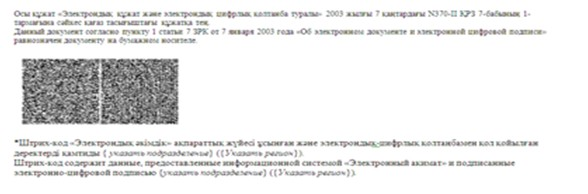 Осы құжат «Электрондық құжат және электрондық цифрлық қолтаңба туралы» 2003 жылғы 7 қаңтардағы N370-II ҚРЗ 7-бабының 1-
тармағына сәйкес қағаз тасығыштағы құжатқа тең.
Данный документ согласно пункту 1 статьи 7 ЗРК от 7 января 2003 года «Об электронном документе и электронной цифровой подписи»
равнозначен документу на бумажном носителе.
*Штрих-код «Электрондық әкімдік» ақпараттық жүйесі ұсынған және электрондық-цифрлық қолтаңбамен қол қойылған
деректерді қамтиды { указать подразделение} ({Указать регион}).
Штрих-код содержит данные, предоставленные информационной системой «Электронный акимат» и подписанные
электронно-цифровой подписью {указать подразделение} ({Указать регион}).